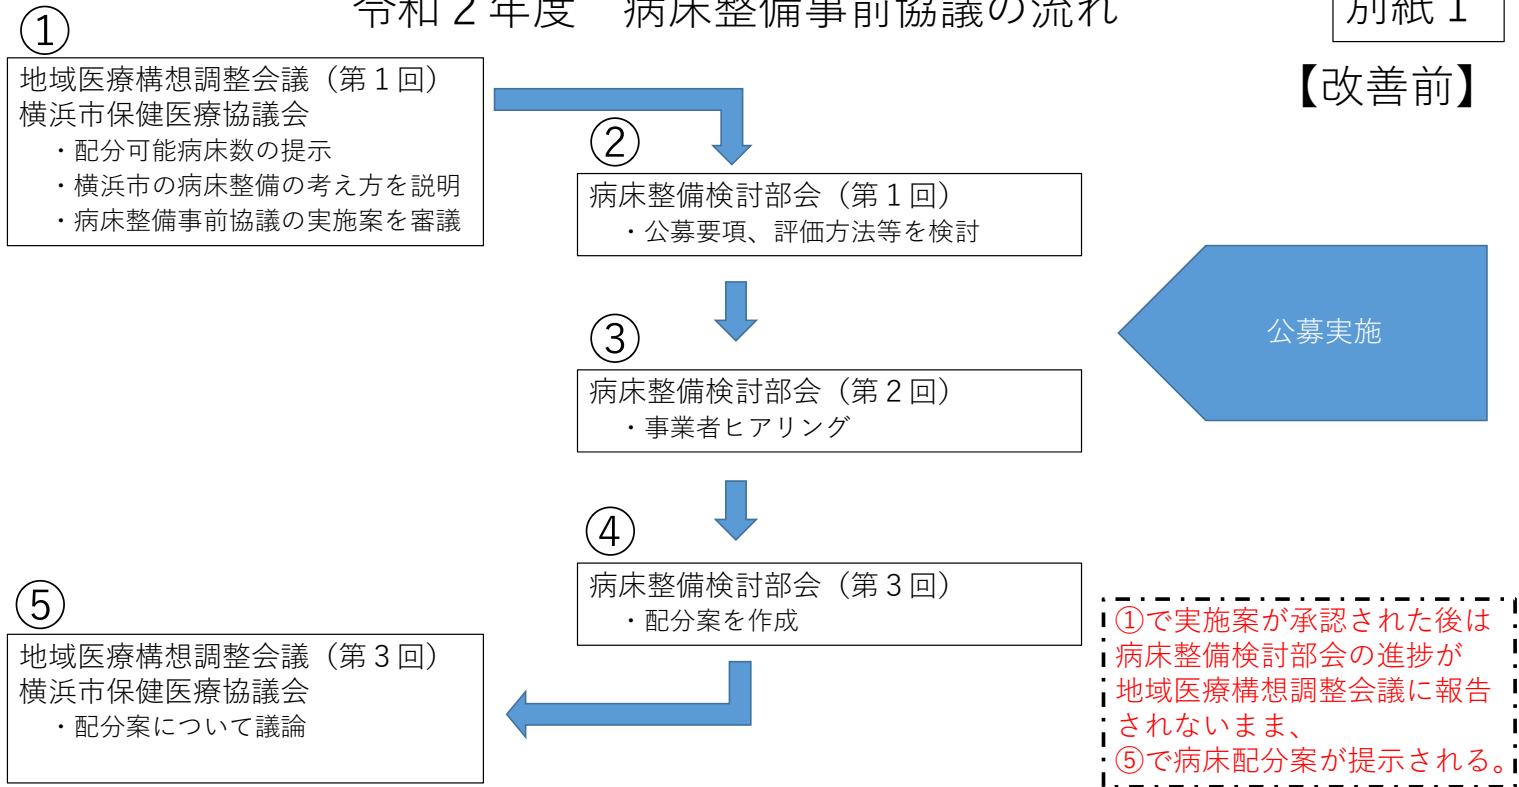 令和２年度　病床整備事前協議の流れ
別紙１
【改善前】
①
地域医療構想調整会議（第１回）
横浜市保健医療協議会
・配分可能病床数の提示
・横浜市の病床整備の考え方を説明
・病床整備事前協議の実施案を審議
②
病床整備検討部会（第１回）
・公募要項、評価方法等を検討
公募実施
③
病床整備検討部会（第２回）
・事業者ヒアリング
④
病床整備検討部会（第３回）
・配分案を作成
⑤
地域医療構想調整会議（第３回）
横浜市保健医療協議会
・配分案について議論
①で実施案が承認された後は
病床整備検討部会の進捗が
地域医療構想調整会議に報告
されないまま、
⑤で病床配分案が提示される。